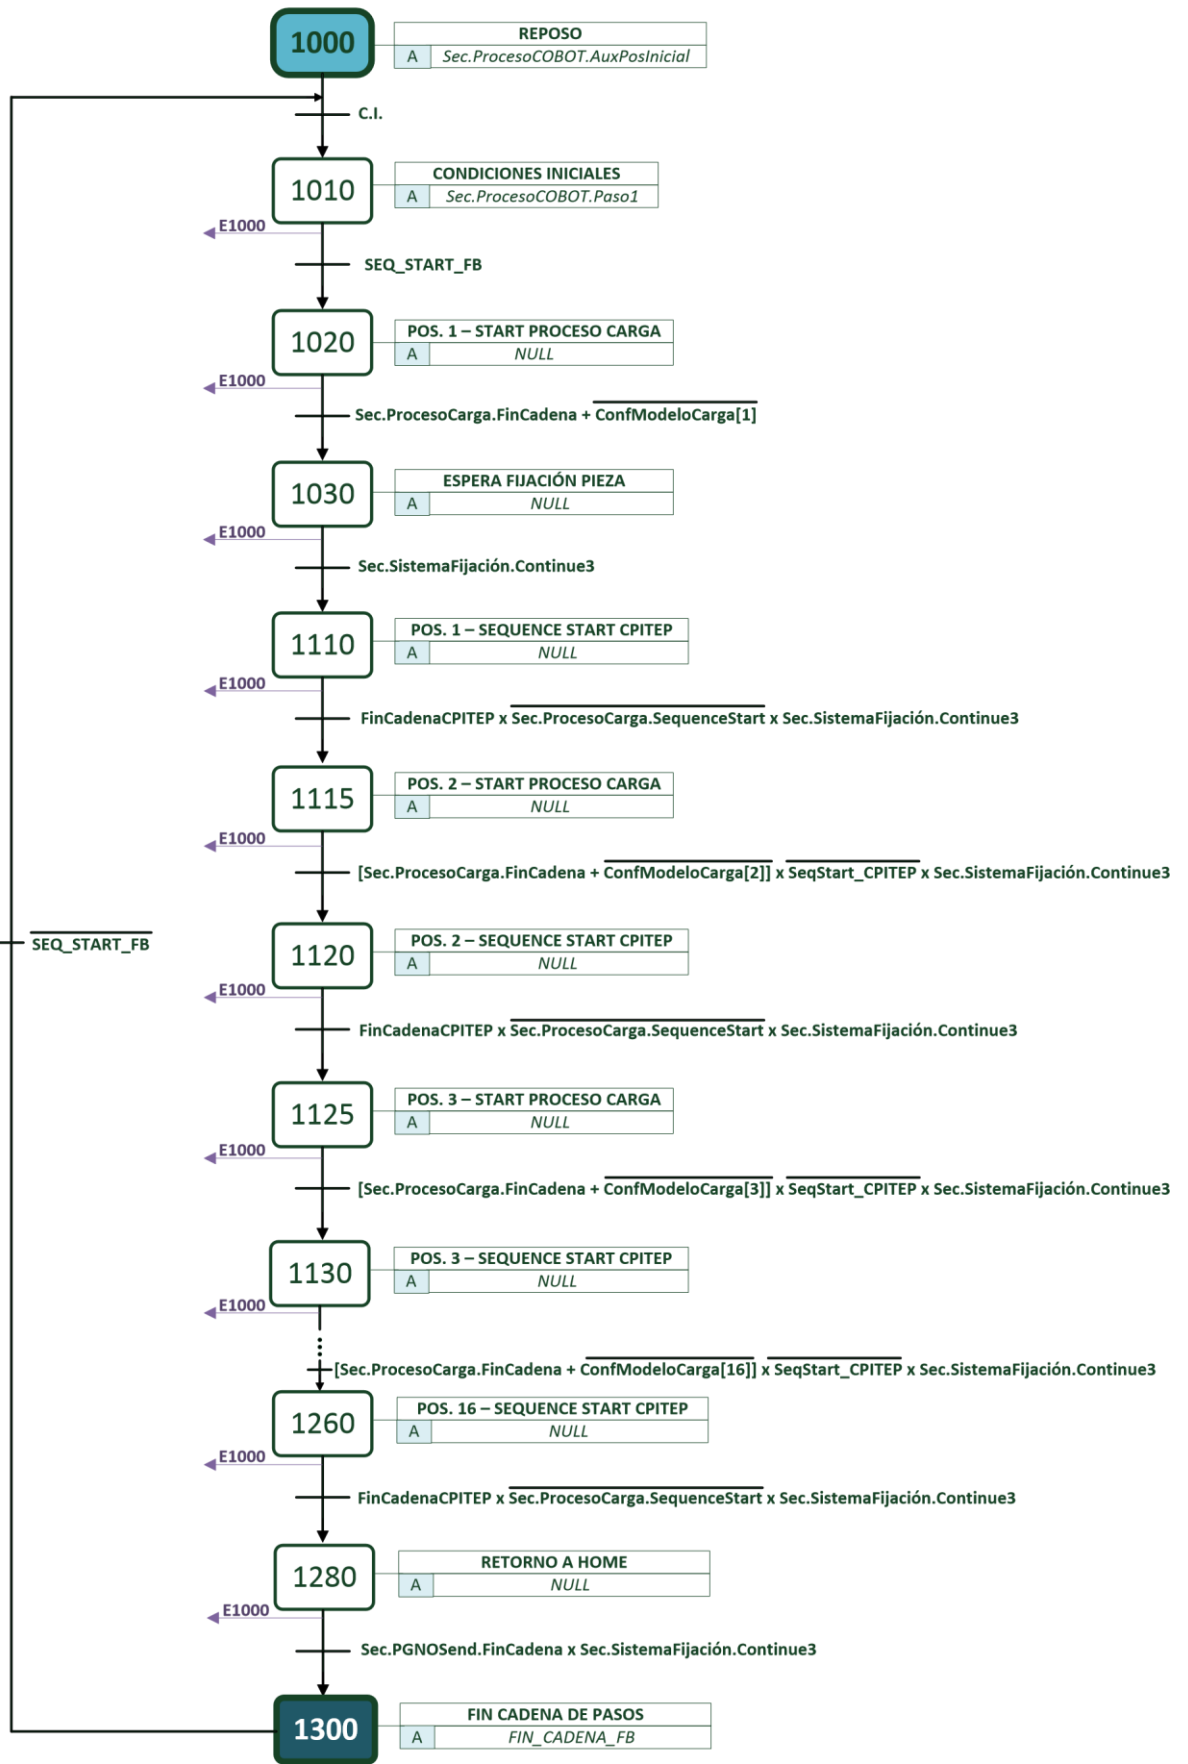 1000
REPOSO
A Sec.ProcesoCOBOT.AuxPosInicial
C.I.
1010
CONDICIONES INICIALES
A Sec.ProcesoCOBOT.Paso1
E1000
SEQ_START_FB
1020
POS. 1 – START PROCESO CARGA
A NULL
E1000
Sec.ProcesoCarga.FinCadena + ConfModeloCarga[1]
1030
ESPERA FIJACIÓN PIEZA
A NULL
E1000
Sec.SistemaFijación.Continue3
1110
POS. 1 – SEQUENCE START CPITEP
A NULL
E1000
FinCadenaCPITEP x Sec.ProcesoCarga.SequenceStart x Sec.SistemaFijación.Continue3
1115
POS. 2 – START PROCESO CARGA
A NULL
E1000
[Sec.ProcesoCarga.FinCadena + ConfModeloCarga[2]] x SeqStart_CPITEP x Sec.SistemaFijación.Continue3
SEQ_START_FB
1120
POS. 2 – SEQUENCE START CPITEP
A NULL
E1000
FinCadenaCPITEP x Sec.ProcesoCarga.SequenceStart x Sec.SistemaFijación.Continue3
1125
POS. 3 – START PROCESO CARGA
A NULL
E1000
[Sec.ProcesoCarga.FinCadena + ConfModeloCarga[3]] x SeqStart_CPITEP x Sec.SistemaFijación.Continue3
1130
POS. 3 – SEQUENCE START CPITEP
A NULL
E1000
[Sec.ProcesoCarga.FinCadena + ConfModeloCarga[16]] x SeqStart_CPITEP x Sec.SistemaFijación.Continue3
1260
POS. 16 – SEQUENCE START CPITEP
A NULL
E1000
FinCadenaCPITEP x Sec.ProcesoCarga.SequenceStart x Sec.SistemaFijación.Continue3
1280
RETORNO A HOME
A NULL
E1000
Sec.PGNOSend.FinCadena x Sec.SistemaFijación.Continue3
1300
FIN CADENA DE PASOS
A FIN_CADENA_FB